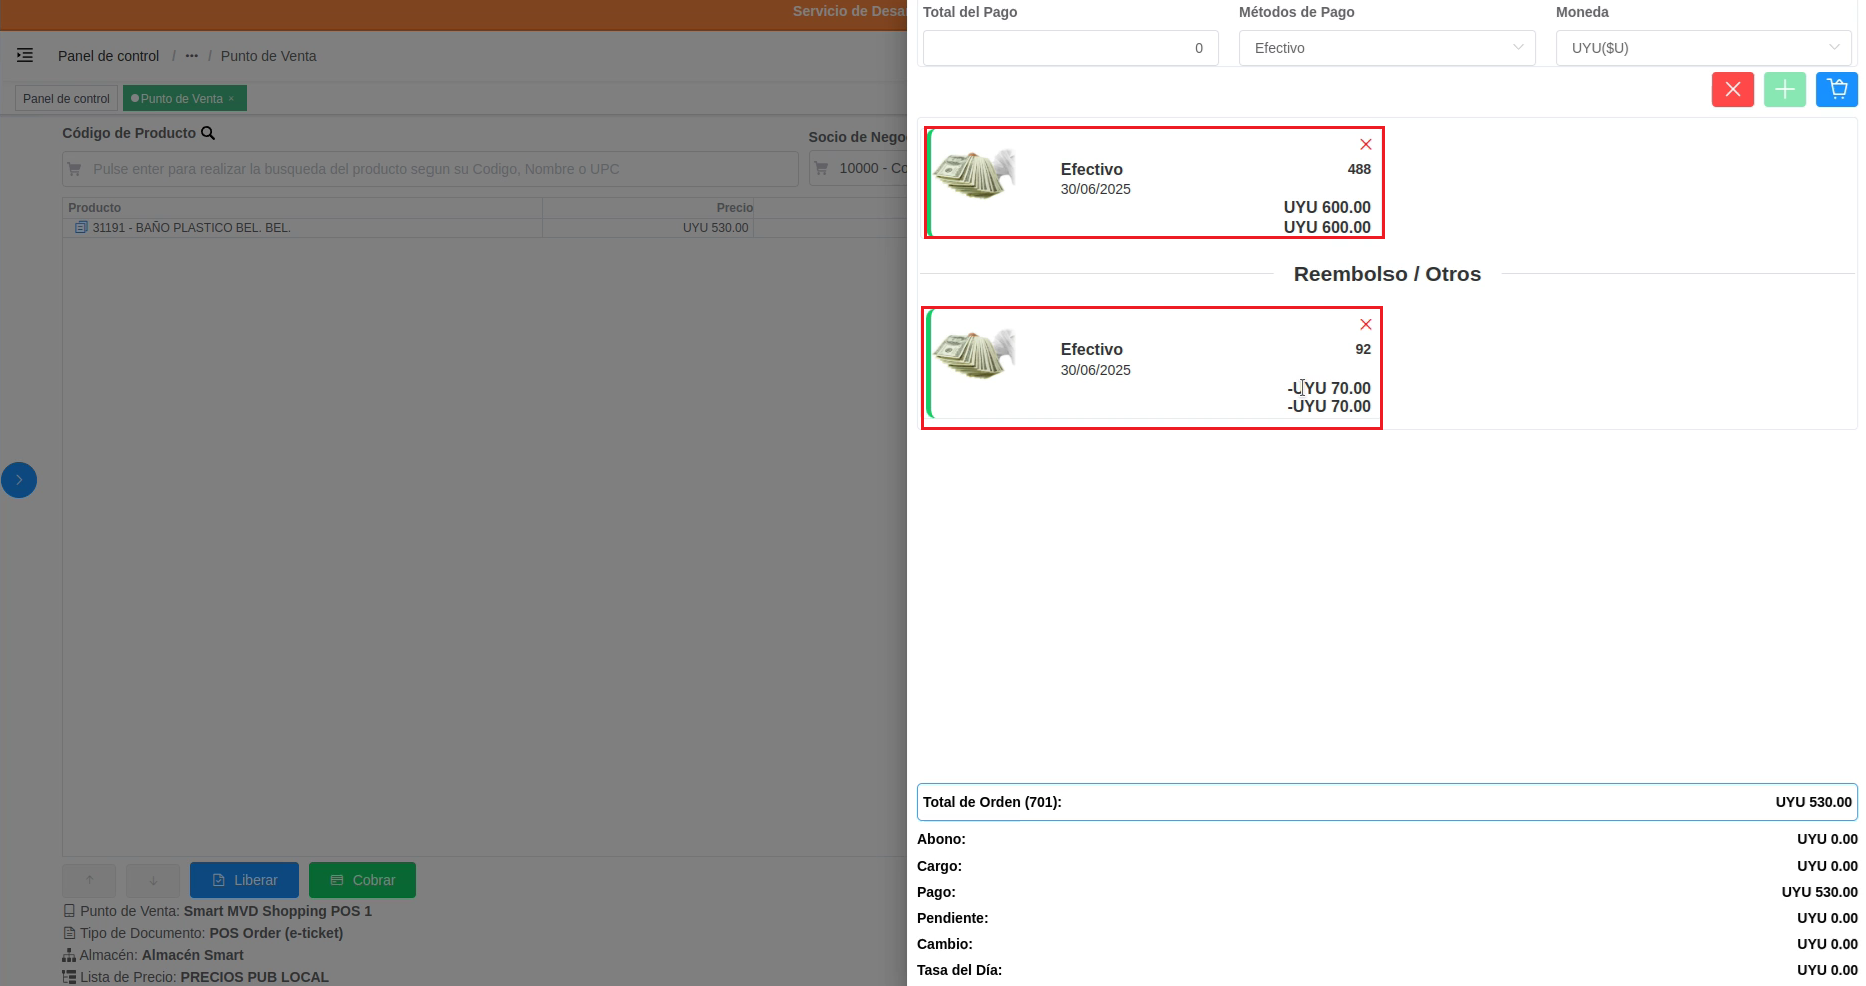 Servicio de Desar
Panel de control / ··· / Punto de Venta
Panel de control
Punto de Venta ×
Código de Producto
Pulse enter para realizar la busqueda del producto segun su Codigo, Nombre o UPC
Socio de Nego
10000 - Co
Producto Precio
31191 - BAÑO PLASTICO BEL. BEL. UYU 530.00
Liberar
Cobrar
Punto de Venta: Smart MVD Shopping POS 1
Tipo de Documento: POS Order (e-ticket)
Almacén: Almacén Smart
Lista de Precio: PRECIOS PUB LOCAL
Total del Pago Métodos de Pago Moneda
0 Efectivo UYU($U)
Efectivo 488
30/06/2025
UYU 600.00
UYU 600.00
Reembolso / Otros
Efectivo 92
30/06/2025
-UYU 70.00
-UYU 70.00
Total de Orden (701): UYU 530.00
Abono: UYU 0.00
Cargo: UYU 0.00
Pago: UYU 530.00
Pendiente: UYU 0.00
Cambio: UYU 0.00
Tasa del Día: UYU 0.00